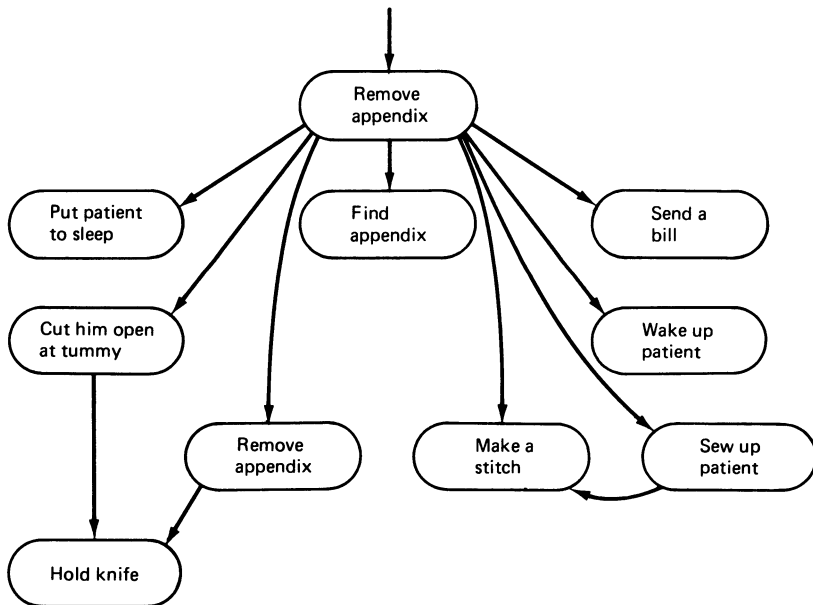 Remove
appendix
Put patient
to sleep
Find
appendix
Send a
bill
Cut him open
at tummy
Wake up
patient
Remove
appendix
Make a
stitch
Sew up
patient
Hold knife